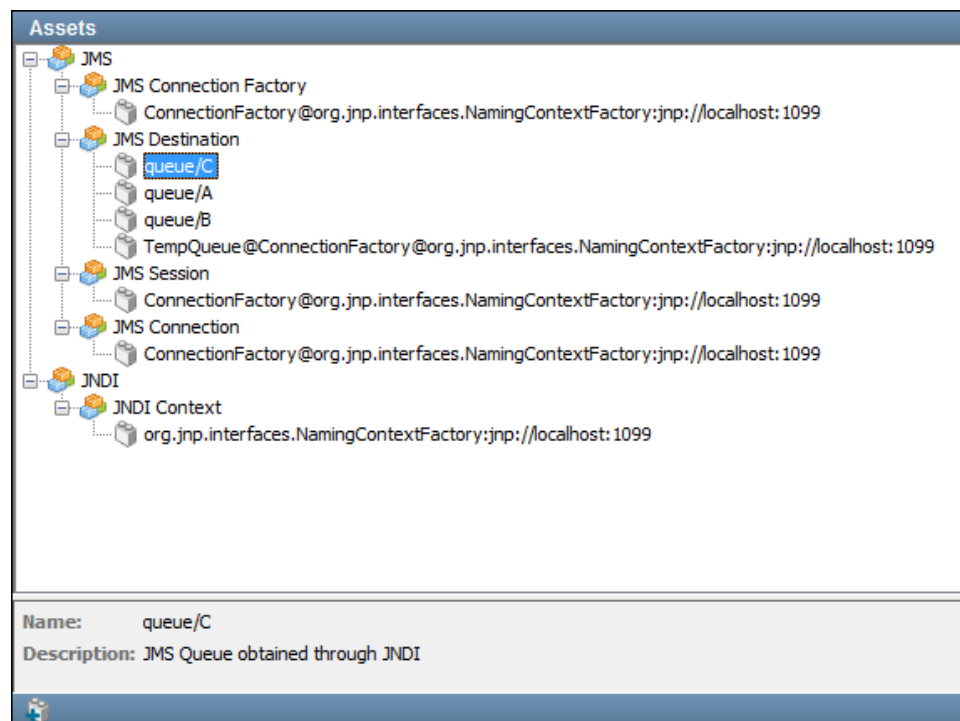 Assets
JMS
JMS Connection Factory
ConnectionFactory@org.jnp.interfaces.NamingContextFactory:jnp://localhost:1099
JMS Destination
queue/C
queue/A
queue/B
TempQueue@ConnectionFactory@org.jnp.interfaces.NamingContextFactory:jnp://localhost:1099
JMS Session
ConnectionFactory@org.jnp.interfaces.NamingContextFactory:jnp://localhost:1099
JMS Connection
ConnectionFactory@org.jnp.interfaces.NamingContextFactory:jnp://localhost:1099
JNDI
JNDI Context
org.jnp.interfaces.NamingContextFactory:jnp://localhost:1099
Name: queue/C
Description: JMS Queue obtained through JNDI